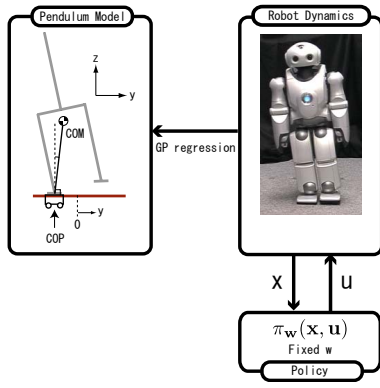 Pendulum Model
Robot Dynamics
z
y
COM
GP regression
y
0
COP
x
u
π_w(x, u)
Fixed w
Policy